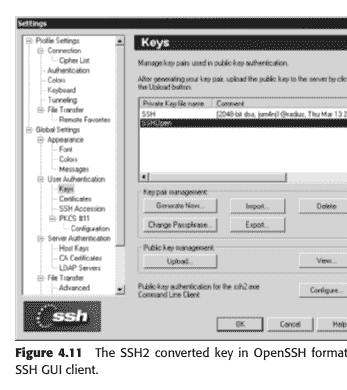 Settings
Profile Settings
Connection
Cipher List
Authentication
Colors
Keyboard
Tunneling
File Transfer
Remote Favorites
Global Settings
Appearance
Font
Colors
Messages
User Authentication
Keys
Certificates
SSH Accession
PKCS #11
Configuration
Server Authentication
Host Keys
CA Certificates
LDAP Servers
File Transfer
Advanced
ssh
Keys
Manage key pairs used in public-key authentication.
After generating your key pair, upload the public key to the server by clic
the Upload button.
Private Key file name Comment
SSH [2048-bit dsa, Thu Mar 13 2
SSHOpen
Key pair management
Generate New... Import... Delete
Change Passphrase... Export...
Public key management
Upload... View...
Public-key authentication for the ssh2.exe
Command Line Client
Configure...
OK Cancel Help
Figure 4.11 The SSH2 converted key in OpenSSH format
SSH GUI client.